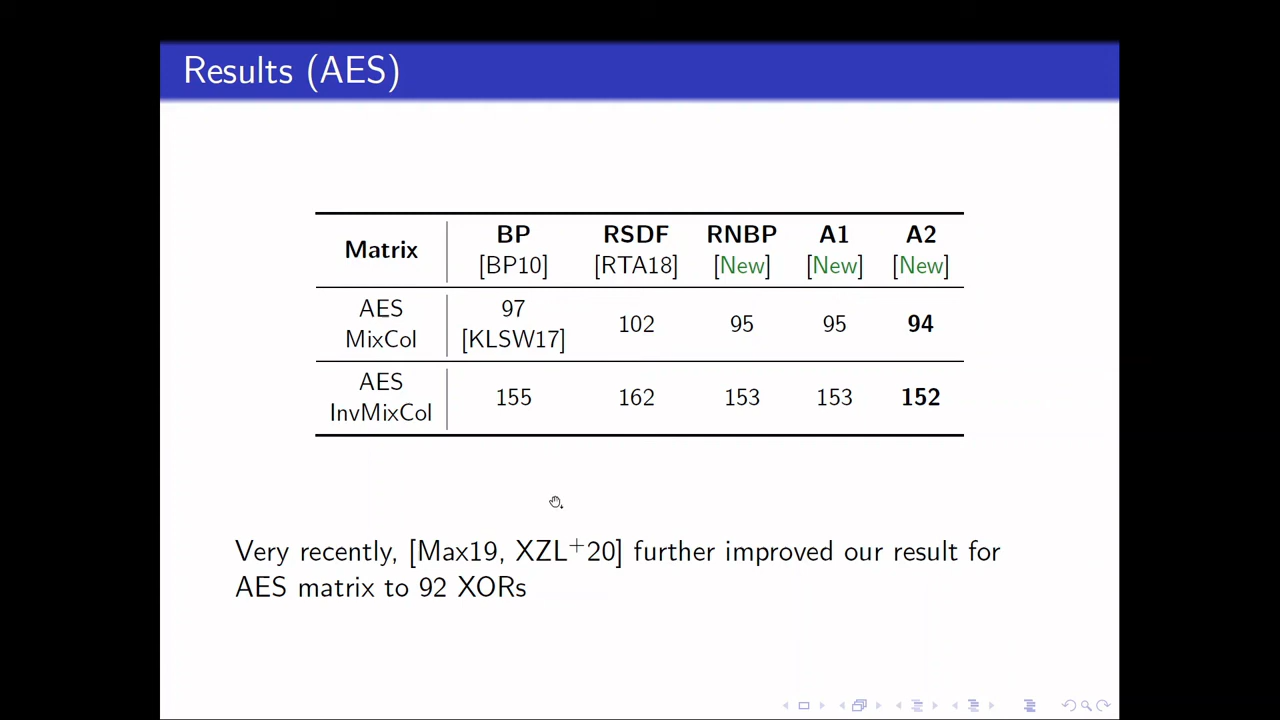 Results (AES)
Matrix BP RSDF RNBP A1 A2
[BP10] [RTA18] [New] [New] [New]
AES MixCol 97 [KLSW17] 102 95 95 94
AES InvMixCol 155 162 153 153 152
Very recently, [Max19, XZL+20] further improved our result for
AES matrix to 92 XORs